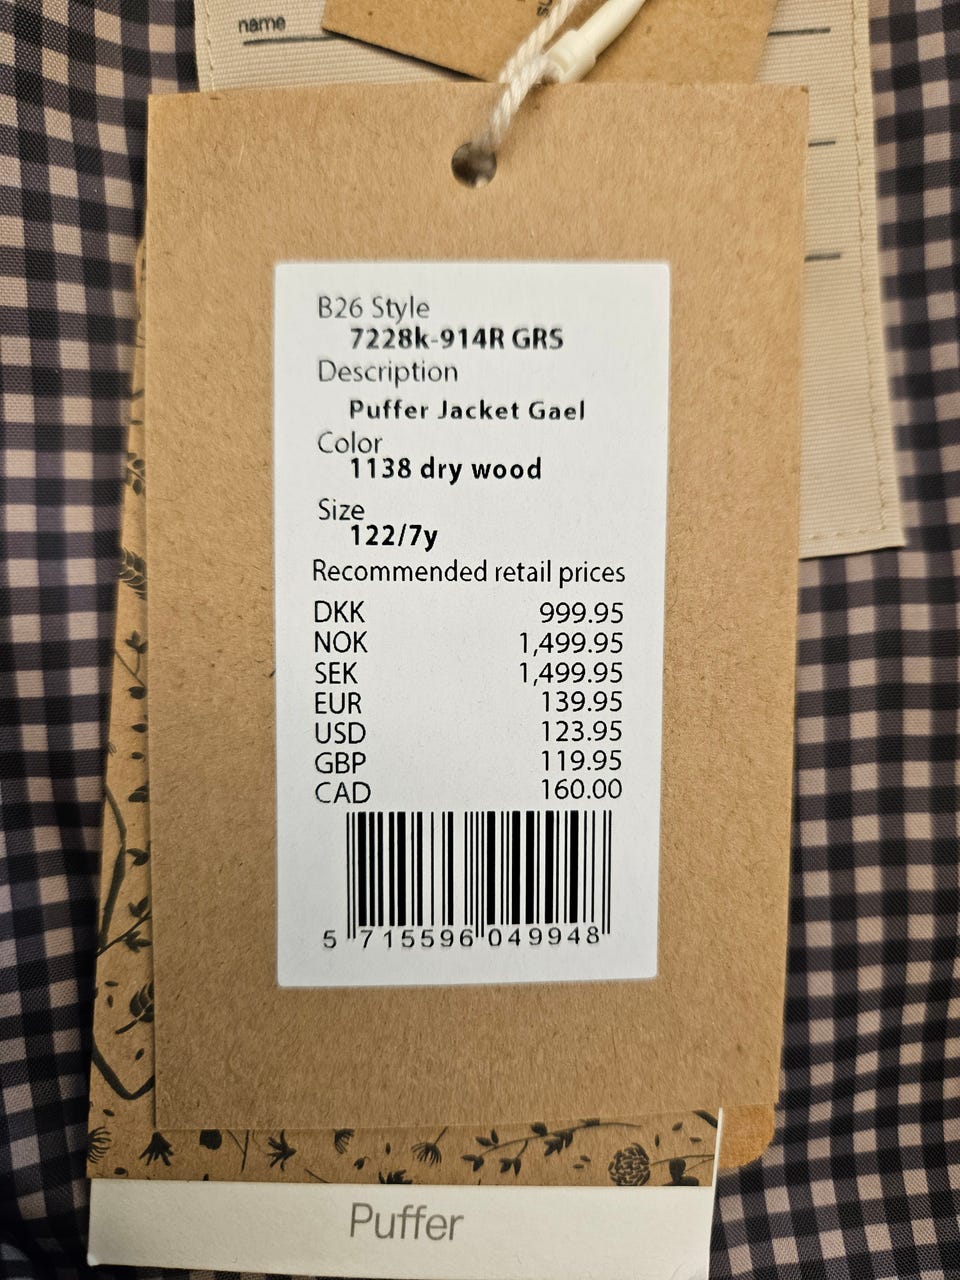 name
B26 Style
7228k-914R GRS
Description
Puffer Jacket Gael
Color
1138 dry wood
Size
122/7y
Recommended retail prices
DKK 999.95
NOK 1,499.95
SEK 1,499.95
EUR 139.95
USD 123.95
GBP 119.95
CAD 160.00
5 715596 049948
Puffer